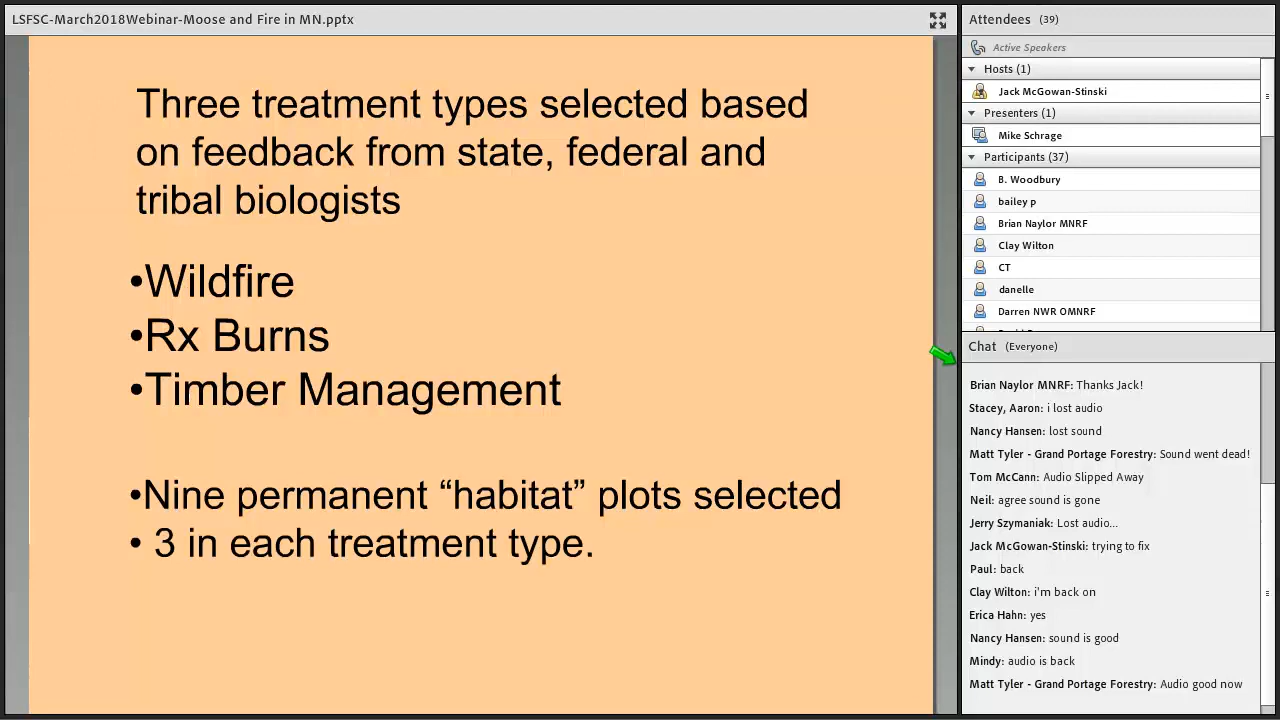 LSFSC-March2018Webinar-Moose and Fire in MN.pptx
Three treatment types selected based
on feedback from state, federal and
tribal biologists
•Wildfire
•Rx Burns
•Timber Management
•Nine permanent “habitat” plots selected
• 3 in each treatment type.
Attendees (39)
Active Speakers
Hosts (1)
Jack McGowan-Stinski
Presenters (1)
Mike Schrage
Participants (37)
B. Woodbury
bailey p
Brian Naylor MNRF
Clay Wilton
CT
danelle
Darren NWR OMNRF
Chat (Everyone)
Brian Naylor MNRF: Thanks Jack!
Stacey, Aaron: i lost audio
Nancy Hansen: lost sound
Matt Tyler - Grand Portage Forestry: Sound went dead!
Tom McCann: Audio Slipped Away
Neil: agree sound is gone
Jerry Szymaniak: Lost audio...
Jack McGowan-Stinski: trying to fix
Paul: back
Clay Wilton: i'm back on
Erica Hahn: yes
Nancy Hansen: sound is good
Mindy: audio is back
Matt Tyler - Grand Portage Forestry: Audio good now